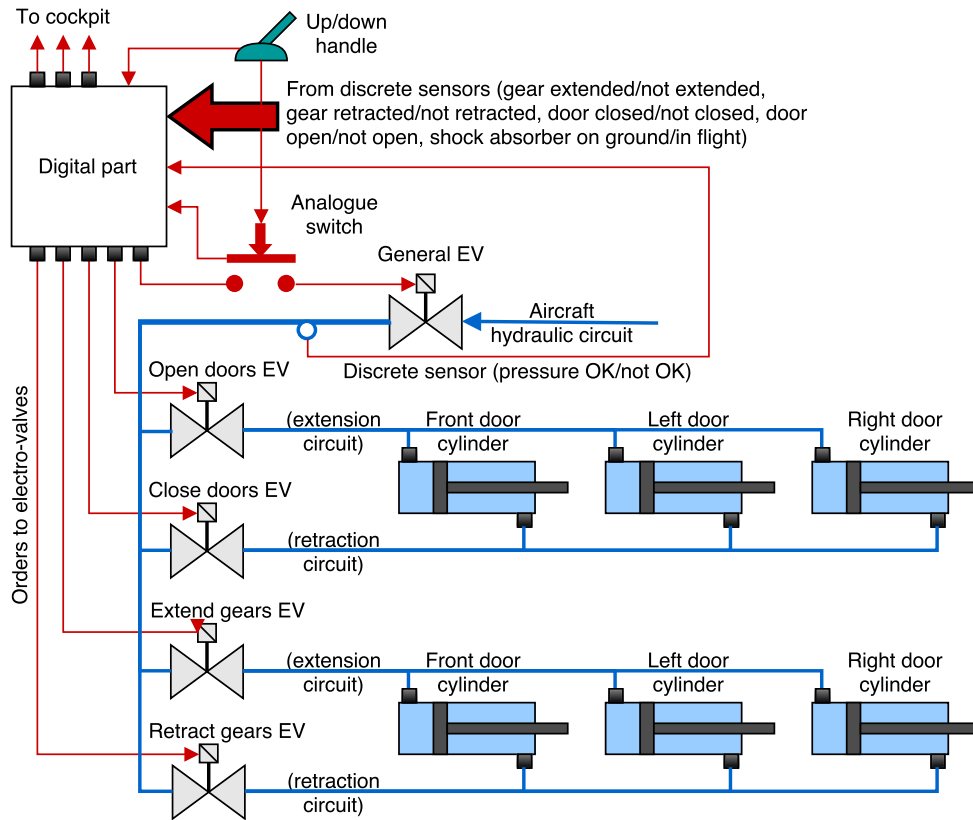 To cockpit
Up/down
handle
From discrete sensors (gear extended/not extended,
gear retracted/not retracted, door closed/not closed, door
open/not open, shock absorber on ground/in flight)
Digital part
Analogue
switch
General EV
Aircraft
hydraulic circuit
Discrete sensor (pressure OK/not OK)
Open doors EV
(extension
circuit)
Front door
cylinder
Left door
cylinder
Right door
cylinder
Close doors EV
(retraction
circuit)
Orders to electro-valves
Extend gears EV
(extension
circuit)
Front door
cylinder
Left door
cylinder
Right door
cylinder
Retract gears EV
(retraction
circuit)